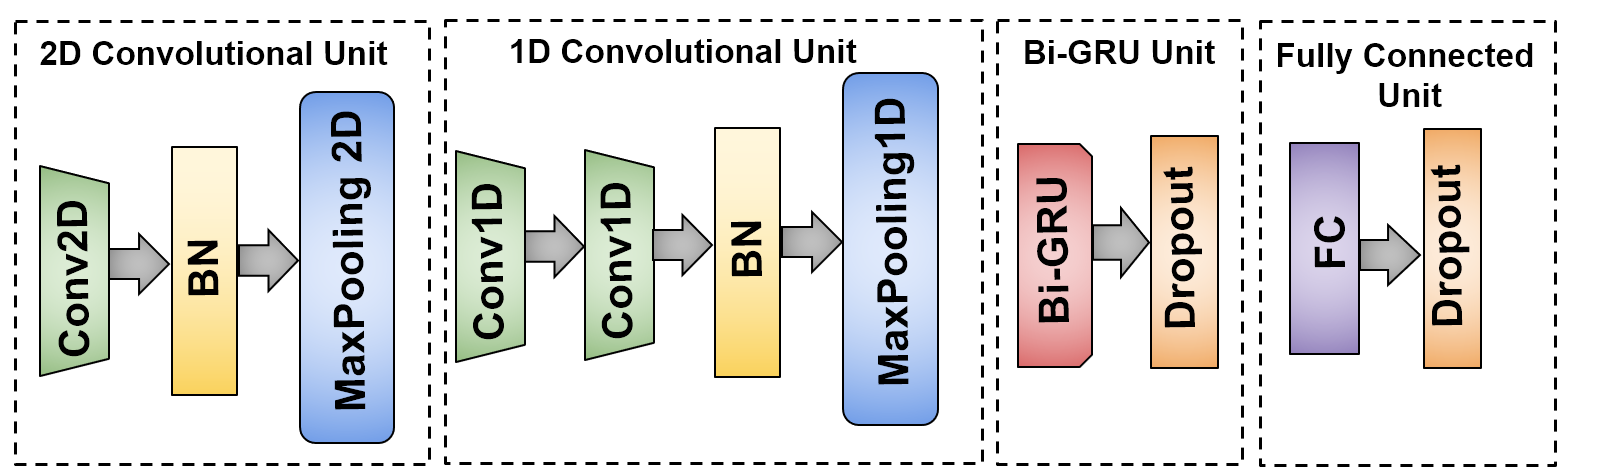 2D Convolutional Unit
Conv2D
BN
MaxPooling 2D
1D Convolutional Unit
Conv1D
Conv1D
BN
MaxPooling1D
Bi-GRU Unit
Bi-GRU
Dropout
Fully Connected
Unit
FC
Dropout